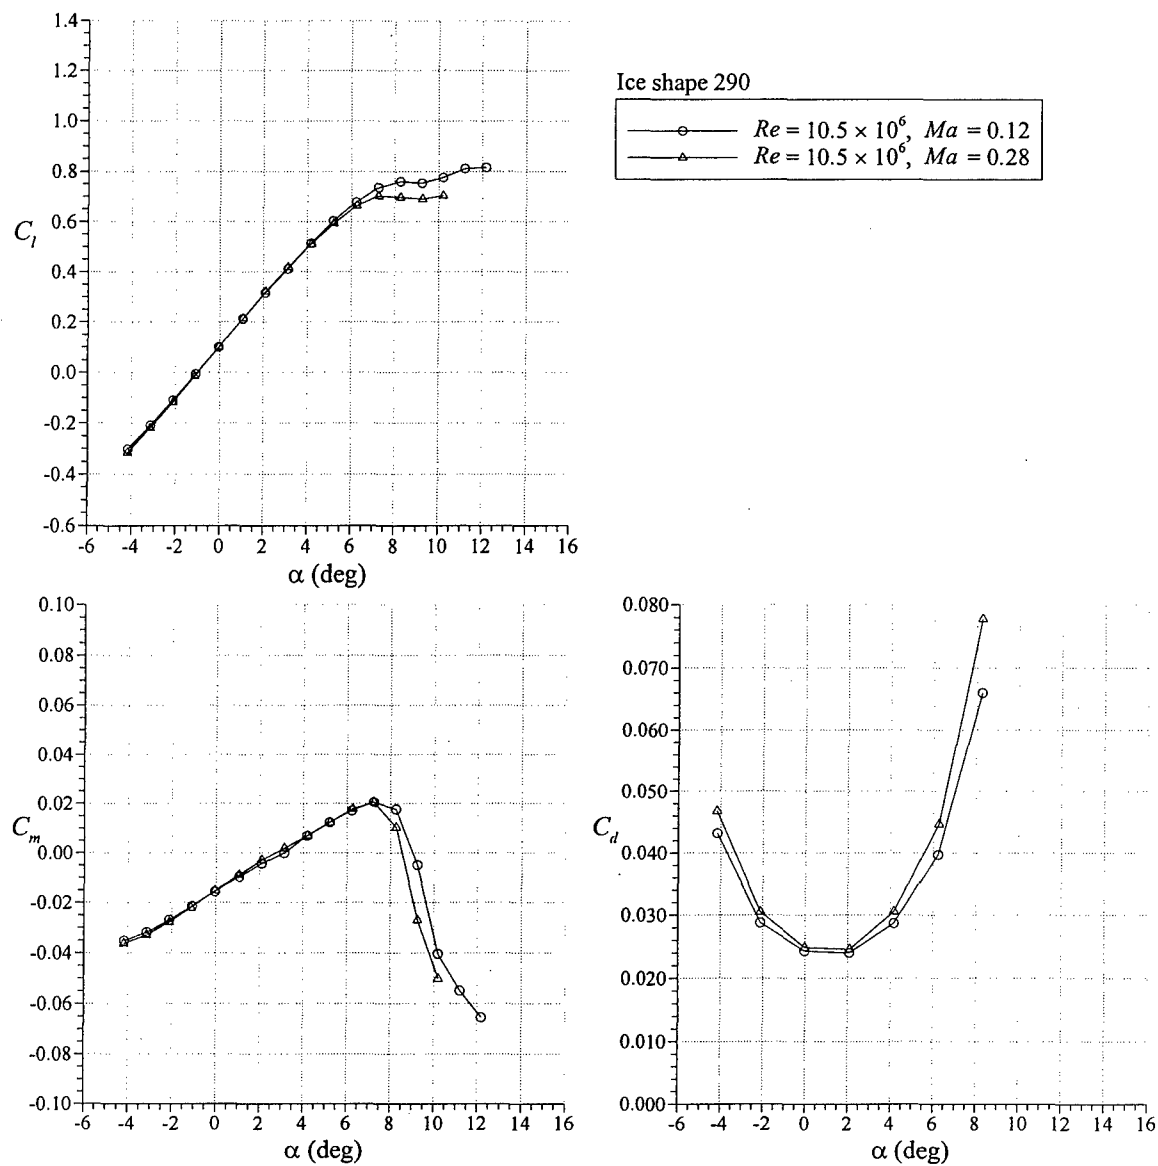 1.4
1.2
1.0
0.8
0.6
0.4
0.2
0.0
-0.2
-0.4
-0.6
C_l
-6 -4 -2 0 2 4 6 8 10 12 14 16
α (deg)
Ice shape 290
Re = 10.5 × 10^6, Ma = 0.12
Re = 10.5 × 10^6, Ma = 0.28
0.10
0.08
0.06
0.04
0.02
0.00
-0.02
-0.04
-0.06
-0.08
-0.10
C_m
-6 -4 -2 0 2 4 6 8 10 12 14 16
α (deg)
0.080
0.070
0.060
0.050
0.040
0.030
0.020
0.010
0.000
C_d
-6 -4 -2 0 2 4 6 8 10 12 14 16
α (deg)